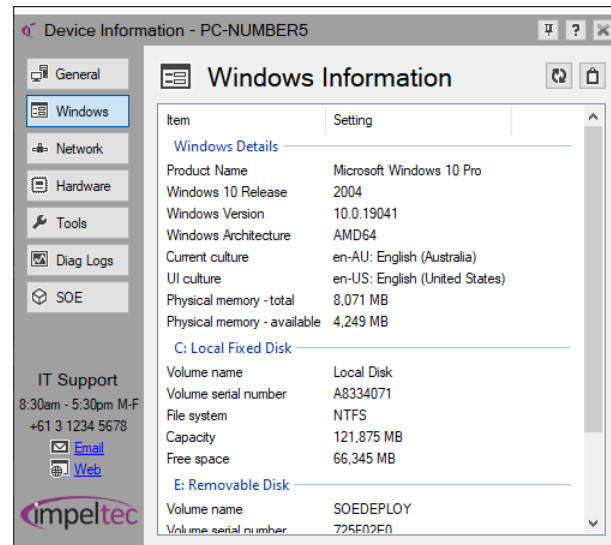 Device Information - PC-NUMBER5
?
General
Windows
Network
Hardware
Tools
Diag Logs
SOE
IT Support
8:30am - 5:30pm M-F
+61 3 1234 5678
Email
Web
impeltec
Windows Information
Item Setting
Windows Details
Product Name Microsoft Windows 10 Pro
Windows 10 Release 2004
Windows Version 10.0.19041
Windows Architecture AMD64
Current culture en-AU: English (Australia)
UI culture en-US: English (United States)
Physical memory - total 8,071 MB
Physical memory - available 4,249 MB
C: Local Fixed Disk
Volume name Local Disk
Volume serial number A8334071
File system NTFS
Capacity 121,875 MB
Free space 66,345 MB
E: Removable Disk
Volume name SOEDEPLOY
Volume serial number 725F02F0